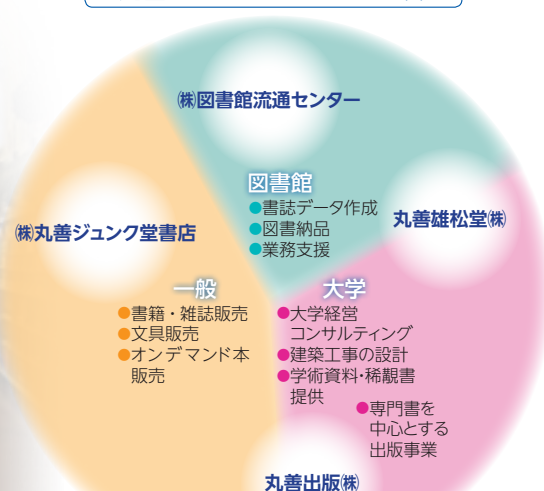 ㈱図書館流通センター
図書館
●書誌データ作成
●図書納品
●業務支援
丸善雄松堂㈱
㈱丸善ジュンク堂書店
一般
●書籍・雑誌販売
●文具販売
●オンデマンド本
販売
大学
●大学経営
コンサルティング
●建築工事の設計
●学術資料・稀覯書
提供
●専門書を
中心とする
出版事業
丸善出版㈱